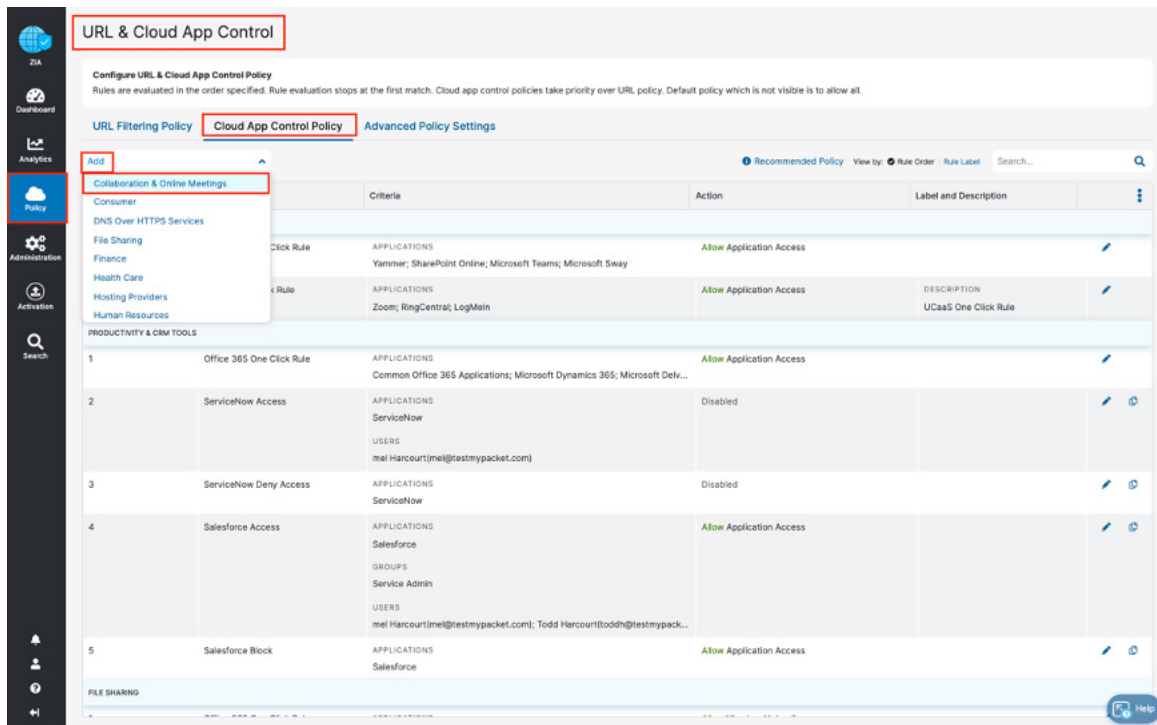 URL & Cloud App Control
ZIA
Configure URL & Cloud App Control Policy
Rules are evaluated in the order specified. Rule evaluation stops at the first match. Cloud app control policies take priority over URL policy. Default policy which is not visible is to allow all.
Dashboard
URL Filtering Policy Cloud App Control Policy Advanced Policy Settings
Analytics
Add
Recommended Policy View by: Rule Order Rule Label Search...
Collaboration & Online Meetings
Consumer
DNS Over HTTPS Services
File Sharing
Finance
Health Care
Hosting Providers
Human Resources
Policy
Administration
Activation
Search
Criteria Action Label and Description
Click Rule APPLICATIONS Allow Application Access
Yammer; SharePoint Online; Microsoft Teams; Microsoft Sway
Rule APPLICATIONS Allow Application Access DESCRIPTION
Zoom; RingCentral; LogMeIn UCaaS One Click Rule
PRODUCTIVITY & CRM TOOLS
1 Office 365 One Click Rule APPLICATIONS Allow Application Access
Common Office 365 Applications; Microsoft Dynamics 365; Microsoft Delv...
2 ServiceNow Access APPLICATIONS Disabled
ServiceNow
USERS
mel Harcourt(mel@testmypacket.com)
3 ServiceNow Deny Access APPLICATIONS Disabled
ServiceNow
4 Salesforce Access APPLICATIONS Allow Application Access
Salesforce
GROUPS
Service Admin
USERS
mel Harcourt(mel@testmypacket.com); Todd Harcourt(toddh@testmypack...
5 Salesforce Block APPLICATIONS Allow Application Access
Salesforce
FILE SHARING
Help